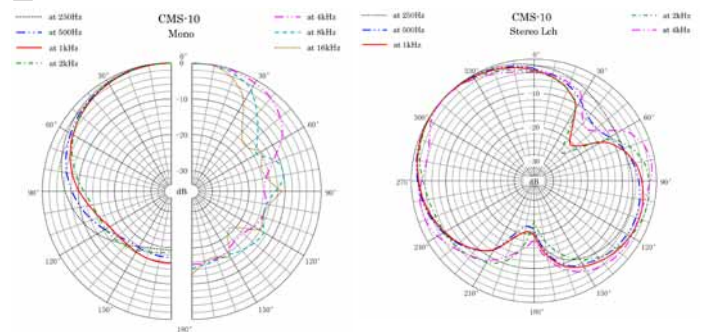 CMS-10
Mono
at 250Hz
at 500Hz
at 1kHz
at 2kHz
at 4kHz
at 8kHz
at 16kHz
0°
30°
30°
60°
60°
90°
90°
120°
120°
150°
150°
180°
0
-10
-20
-30
dB
CMS-10
Stereo Lch
at 250Hz
at 500Hz
at 1kHz
at 2kHz
at 4kHz
0°
30°
60°
90°
120°
150°
180°
210°
240°
270
300°
-10
-20
30
dB